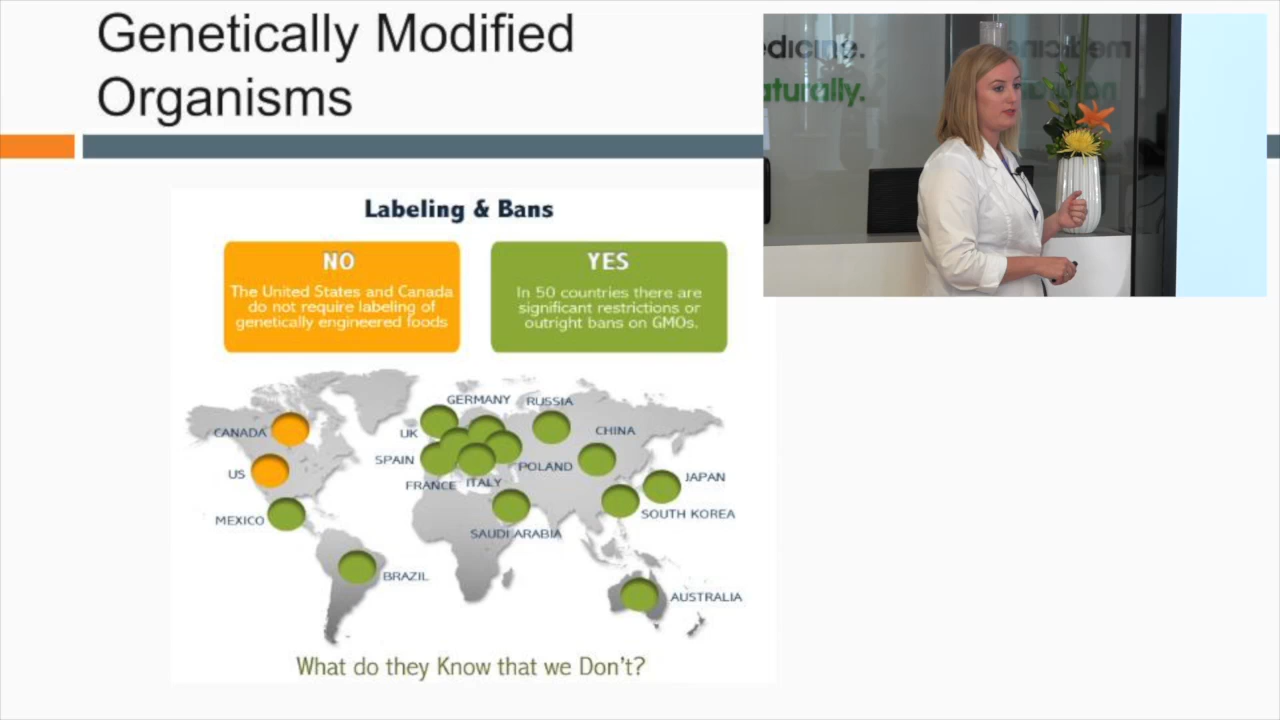 Genetically Modified
Organisms
edicine.
aturally.
Labeling & Bans
NO
The United States and Canada
do not require labeling of
genetically engineered foods
YES
In 50 countries there are
significant restrictions or
outright bans on GMOs.
GERMANY
RUSSIA
CANADA
UK
CHINA
SPAIN
POLAND
US
FRANCE
ITALY
JAPAN
MEXICO
SOUTH KOREA
SAUDI ARABIA
BRAZIL
AUSTRALIA
What do they Know that we Don't?